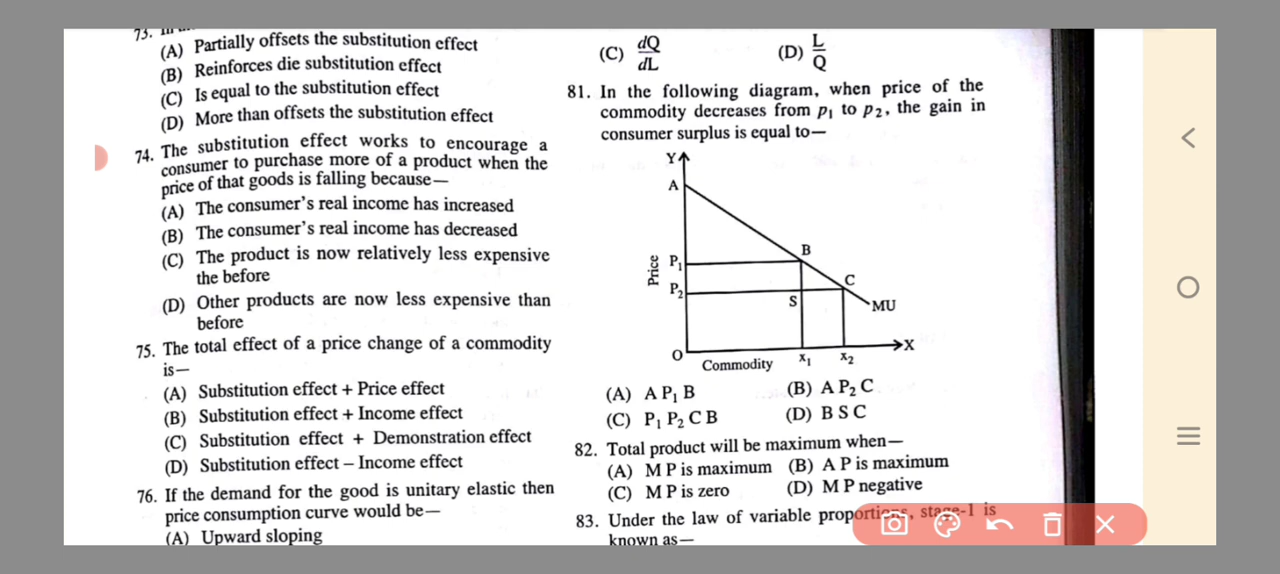 73.
(A) Partially offsets the substitution effect
(B) Reinforces die substitution effect
(C) Is equal to the substitution effect
(D) More than offsets the substitution effect
74. The substitution effect works to encourage a
consumer to purchase more of a product when the
price of that goods is falling because—
(A) The consumer's real income has increased
(B) The consumer's real income has decreased
(C) The product is now relatively less expensive
the before
(D) Other products are now less expensive than
before
75. The total effect of a price change of a commodity
is—
(A) Substitution effect + Price effect
(B) Substitution effect + Income effect
(C) Substitution effect + Demonstration effect
(D) Substitution effect – Income effect
76. If the demand for the good is unitary elastic then
price consumption curve would be—
(A) Upward sloping
(C) dQ/dL (D) L/Q
81. In the following diagram, when price of the
commodity decreases from p₁ to p₂, the gain in
consumer surplus is equal to—
Y
A
B
Price P₁
C
P₂
S
MU
O
X
Commodity x₁ x₂
(A) A P₁ B (B) A P₂ C
(C) P₁ P₂ C B (D) B S C
82. Total product will be maximum when—
(A) M P is maximum (B) A P is maximum
(C) M P is zero (D) M P negative
83. Under the law of variable proportions, stage-1 is
known as—